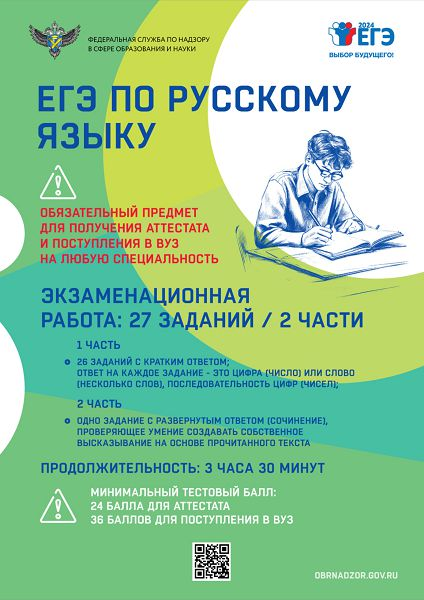 ФЕДЕРАЛЬНАЯ СЛУЖБА ПО НАДЗОРУ
В СФЕРЕ ОБРАЗОВАНИЯ И НАУКИ
2024
ЕГЭ
ВЫБОР БУДУЩЕГО!
ЕГЭ ПО РУССКОМУ
ЯЗЫКУ
ОБЯЗАТЕЛЬНЫЙ ПРЕДМЕТ
ДЛЯ ПОЛУЧЕНИЯ АТТЕСТАТА
И ПОСТУПЛЕНИЯ В ВУЗ
НА ЛЮБУЮ СПЕЦИАЛЬНОСТЬ
ЭКЗАМЕНАЦИОННАЯ
РАБОТА: 27 ЗАДАНИЙ / 2 ЧАСТИ
1 ЧАСТЬ
26 ЗАДАНИЙ С КРАТКИМ ОТВЕТОМ;
ОТВЕТ НА КАЖДОЕ ЗАДАНИЕ - ЭТО ЦИФРА (ЧИСЛО) ИЛИ СЛОВО
(НЕСКОЛЬКО СЛОВ), ПОСЛЕДОВАТЕЛЬНОСТЬ ЦИФР (ЧИСЕЛ);
2 ЧАСТЬ
ОДНО ЗАДАНИЕ С РАЗВЕРНУТЫМ ОТВЕТОМ (СОЧИНЕНИЕ),
ПРОВЕРЯЮЩЕЕ УМЕНИЕ СОЗДАВАТЬ СОБСТВЕННОЕ
ВЫСКАЗЫВАНИЕ НА ОСНОВЕ ПРОЧИТАННОГО ТЕКСТА
ПРОДОЛЖИТЕЛЬНОСТЬ: 3 ЧАСА 30 МИНУТ
МИНИМАЛЬНЫЙ ТЕСТОВЫЙ БАЛЛ:
24 БАЛЛА ДЛЯ АТТЕСТАТА
36 БАЛЛОВ ДЛЯ ПОСТУПЛЕНИЯ В ВУЗ
OBRNADZOR.GOV.RU